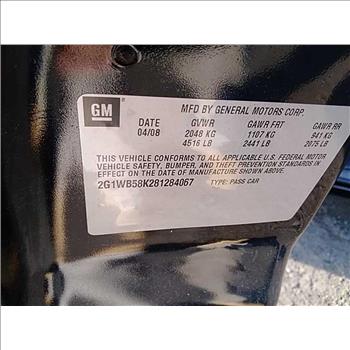 GM
MFD BY GENERAL MOTORS CORP.
DATE GVWR GAWR FRT GAWR RR
04/08 2048 KG 1107 KG 941 KG
4516 LB 2441 LB 2075 LB
THIS VEHICLE CONFORMS TO ALL APPLICABLE U.S. FEDERAL MOTOR
VEHICLE SAFETY, BUMPER, AND THEFT PREVENTION STANDARDS IN
EFFECT ON THE DATE OF MANUFACTURE SHOWN ABOVE.
2G1WB58K281284067 TYPE: PASS CAR